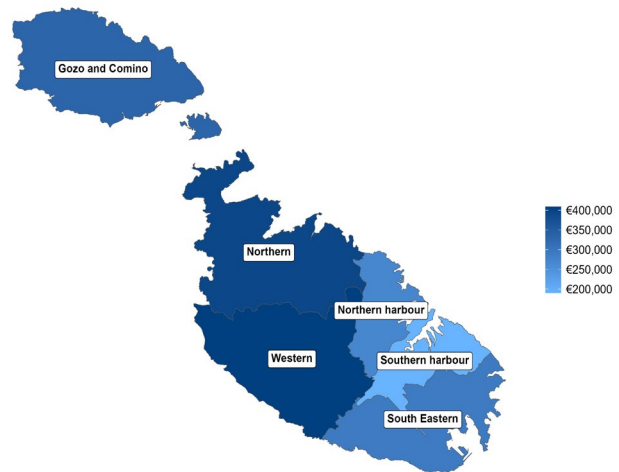 Gozo and Comino
Northern
Northern harbour
Western
Southern harbour
South Eastern
€400,000
€350,000
€300,000
€250,000
€200,000